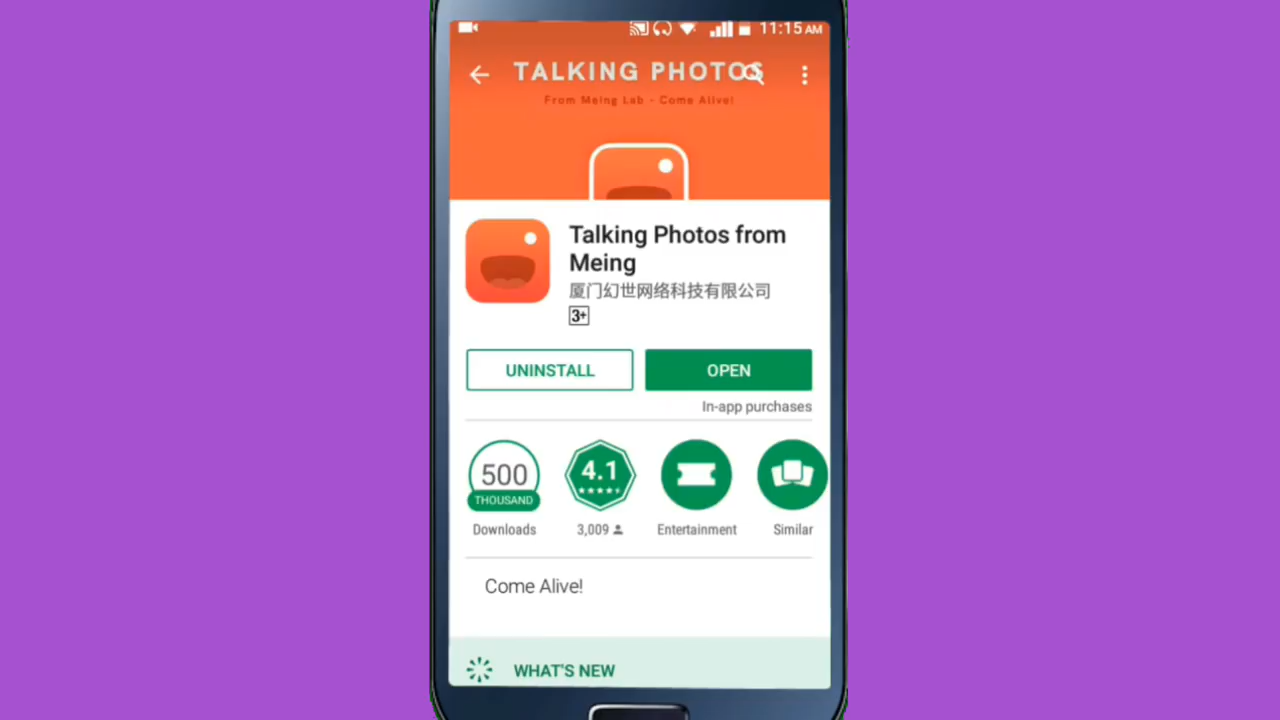 11:15 AM
TALKING PHOTOS
From Meing Lab - Come Alive!
Talking Photos from
Meing
厦门幻世网络科技有限公司
3+
UNINSTALL
OPEN
In-app purchases
500
THOUSAND
Downloads
4.1
3,009
Entertainment
Similar
Come Alive!
WHAT'S NEW